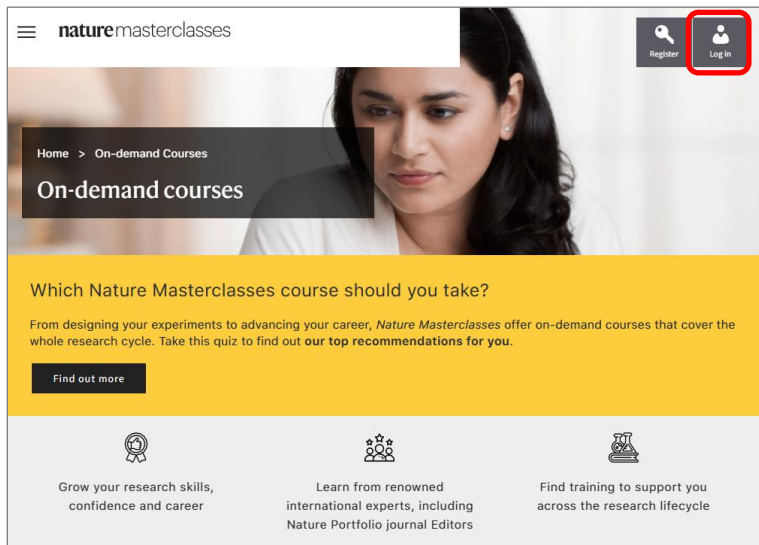 naturemasterclasses
Register
Log in
Home > On-demand Courses
On-demand courses
Which Nature Masterclasses course should you take?
From designing your experiments to advancing your career, Nature Masterclasses offer on-demand courses that cover the
whole research cycle. Take this quiz to find out our top recommendations for you.
Find out more
Grow your research skills,
confidence and career
Learn from renowned
international experts, including
Nature Portfolio journal Editors
Find training to support you
across the research lifecycle